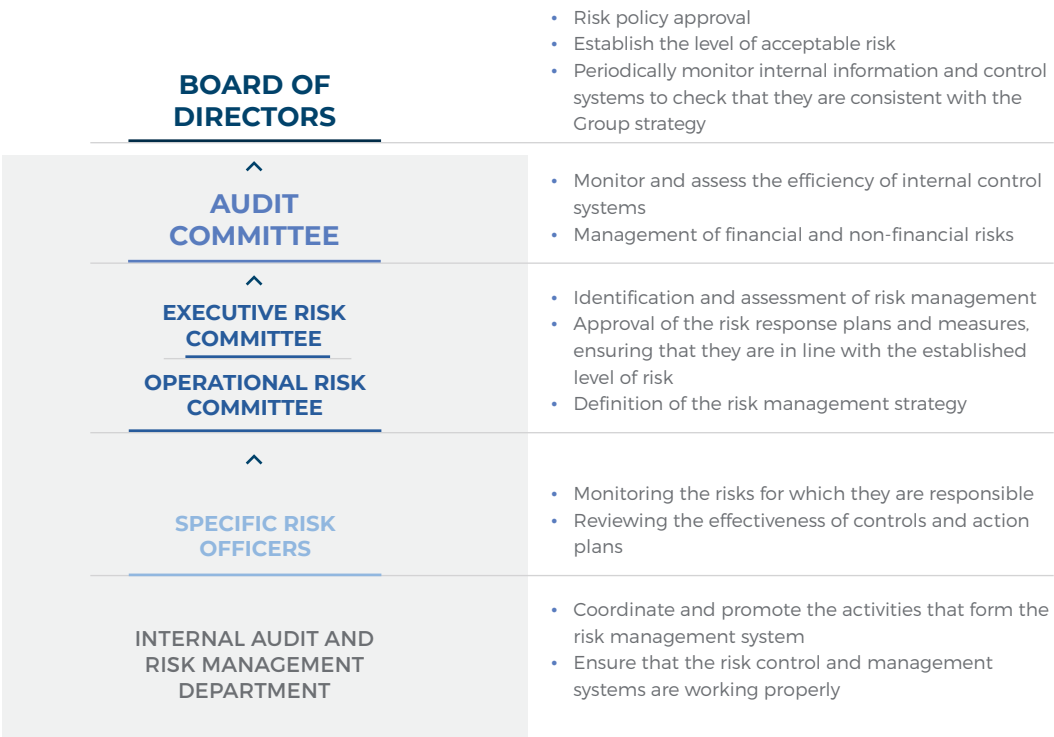 BOARD OF
DIRECTORS
• Risk policy approval
• Establish the level of acceptable risk
• Periodically monitor internal information and control
systems to check that they are consistent with the
Group strategy
AUDIT
COMMITTEE
• Monitor and assess the efficiency of internal control
systems
• Management of financial and non-financial risks
EXECUTIVE RISK
COMMITTEE
OPERATIONAL RISK
COMMITTEE
• Identification and assessment of risk management
• Approval of the risk response plans and measures,
ensuring that they are in line with the established
level of risk
• Definition of the risk management strategy
SPECIFIC RISK
OFFICERS
• Monitoring the risks for which they are responsible
• Reviewing the effectiveness of controls and action
plans
INTERNAL AUDIT AND
RISK MANAGEMENT
DEPARTMENT
• Coordinate and promote the activities that form the
risk management system
• Ensure that the risk control and management
systems are working properly